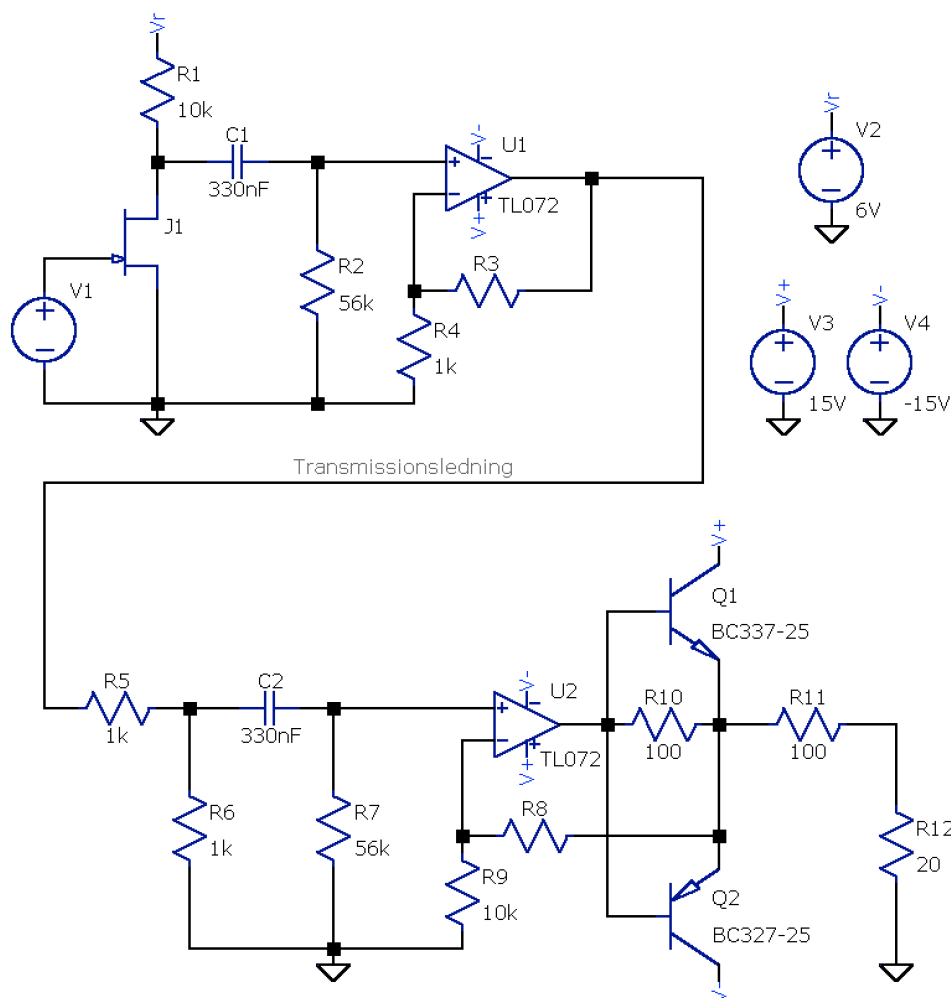 Vr
R1
10k
C1
330nF
V-
U1
TL072
V+
J1
V1
R2
56k
R3
R4
1k
Vr
V2
6V
V+
V3
15V
V-
V4
-15V
Transmissionsledning
V+
Q1
BC337-25
R5
1k
C2
330nF
V-
U2
TL072
V+
R10
100
R11
100
R6
1k
R7
56k
R8
R9
10k
R12
20
Q2
BC327-25